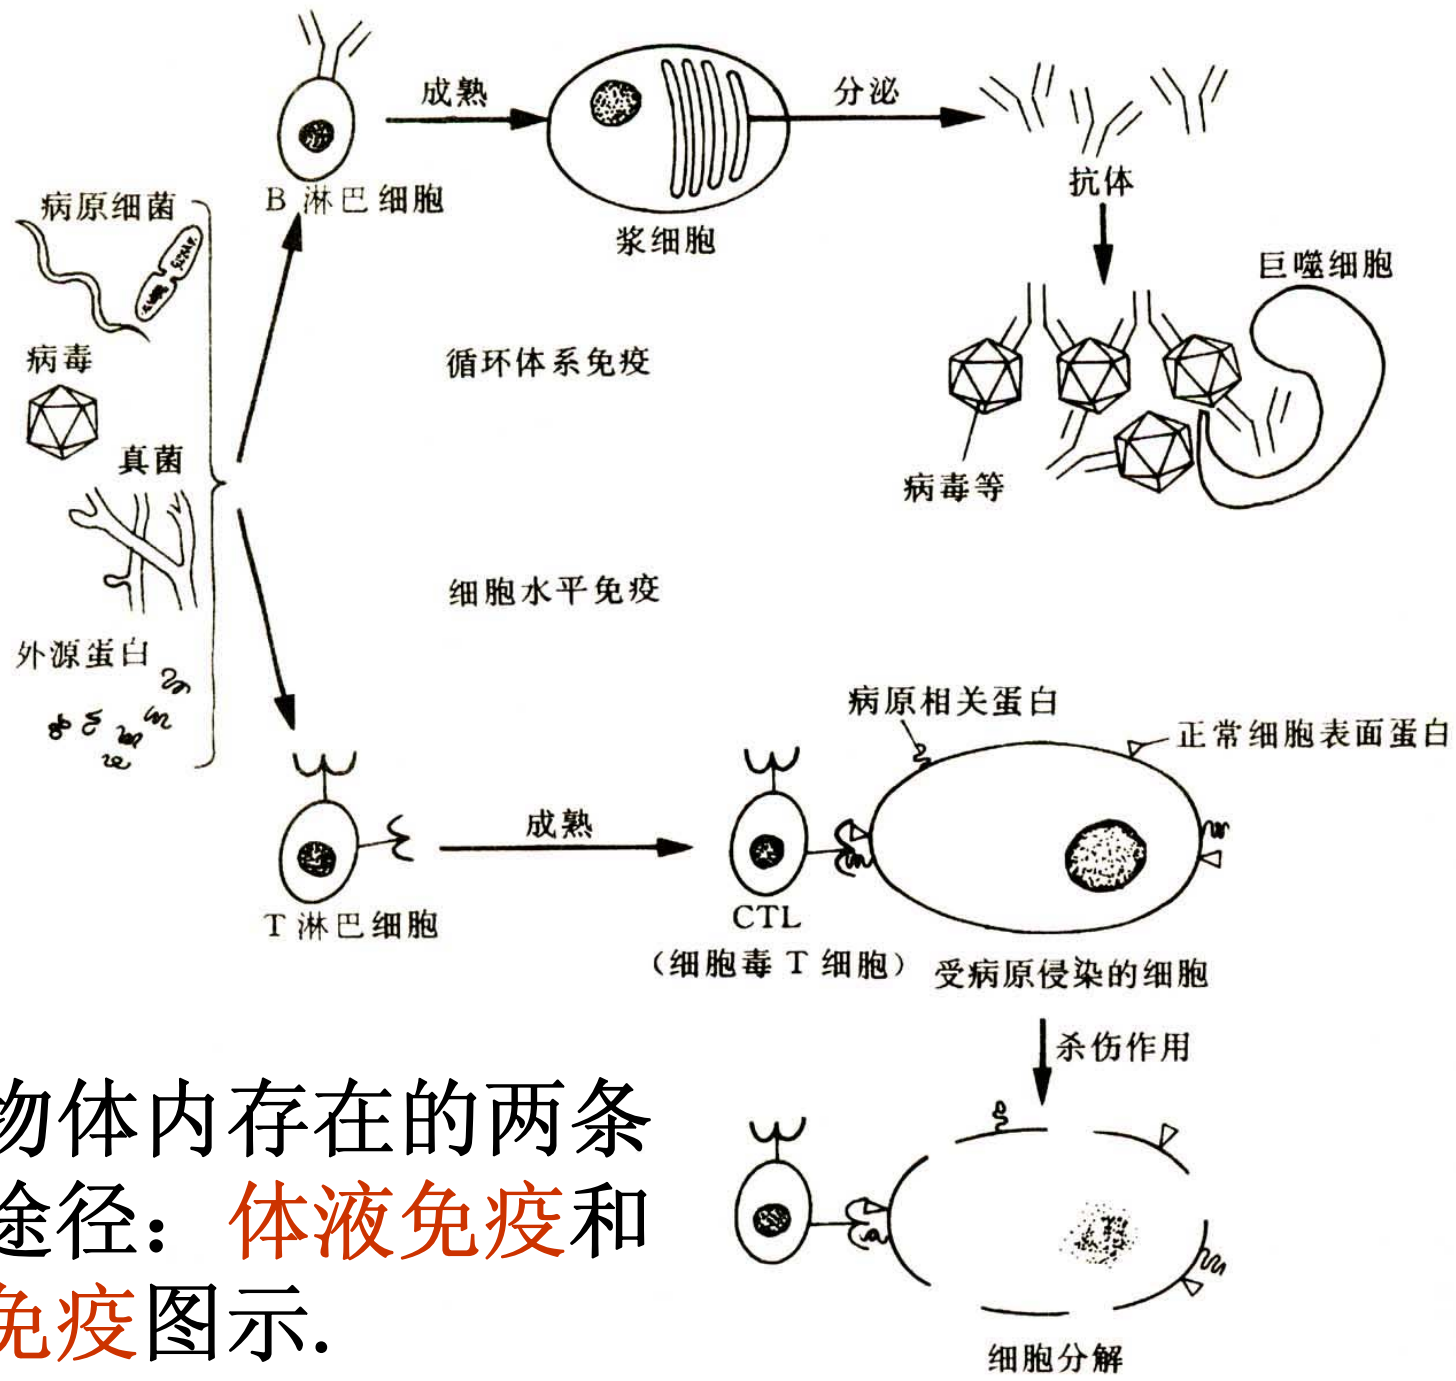 成熟
分泌
B 淋巴细胞
浆细胞
抗体
病原细菌
巨噬细胞
病毒
循环体系免疫
真菌
病毒等
细胞水平免疫
外源蛋白
病原相关蛋白
正常细胞表面蛋白
成熟
T 淋巴细胞
CTL
（细胞毒 T 细胞）
受病原侵染的细胞
杀伤作用
物体内存在的两条
途径：体液免疫和
免疫图示.
细胞分解